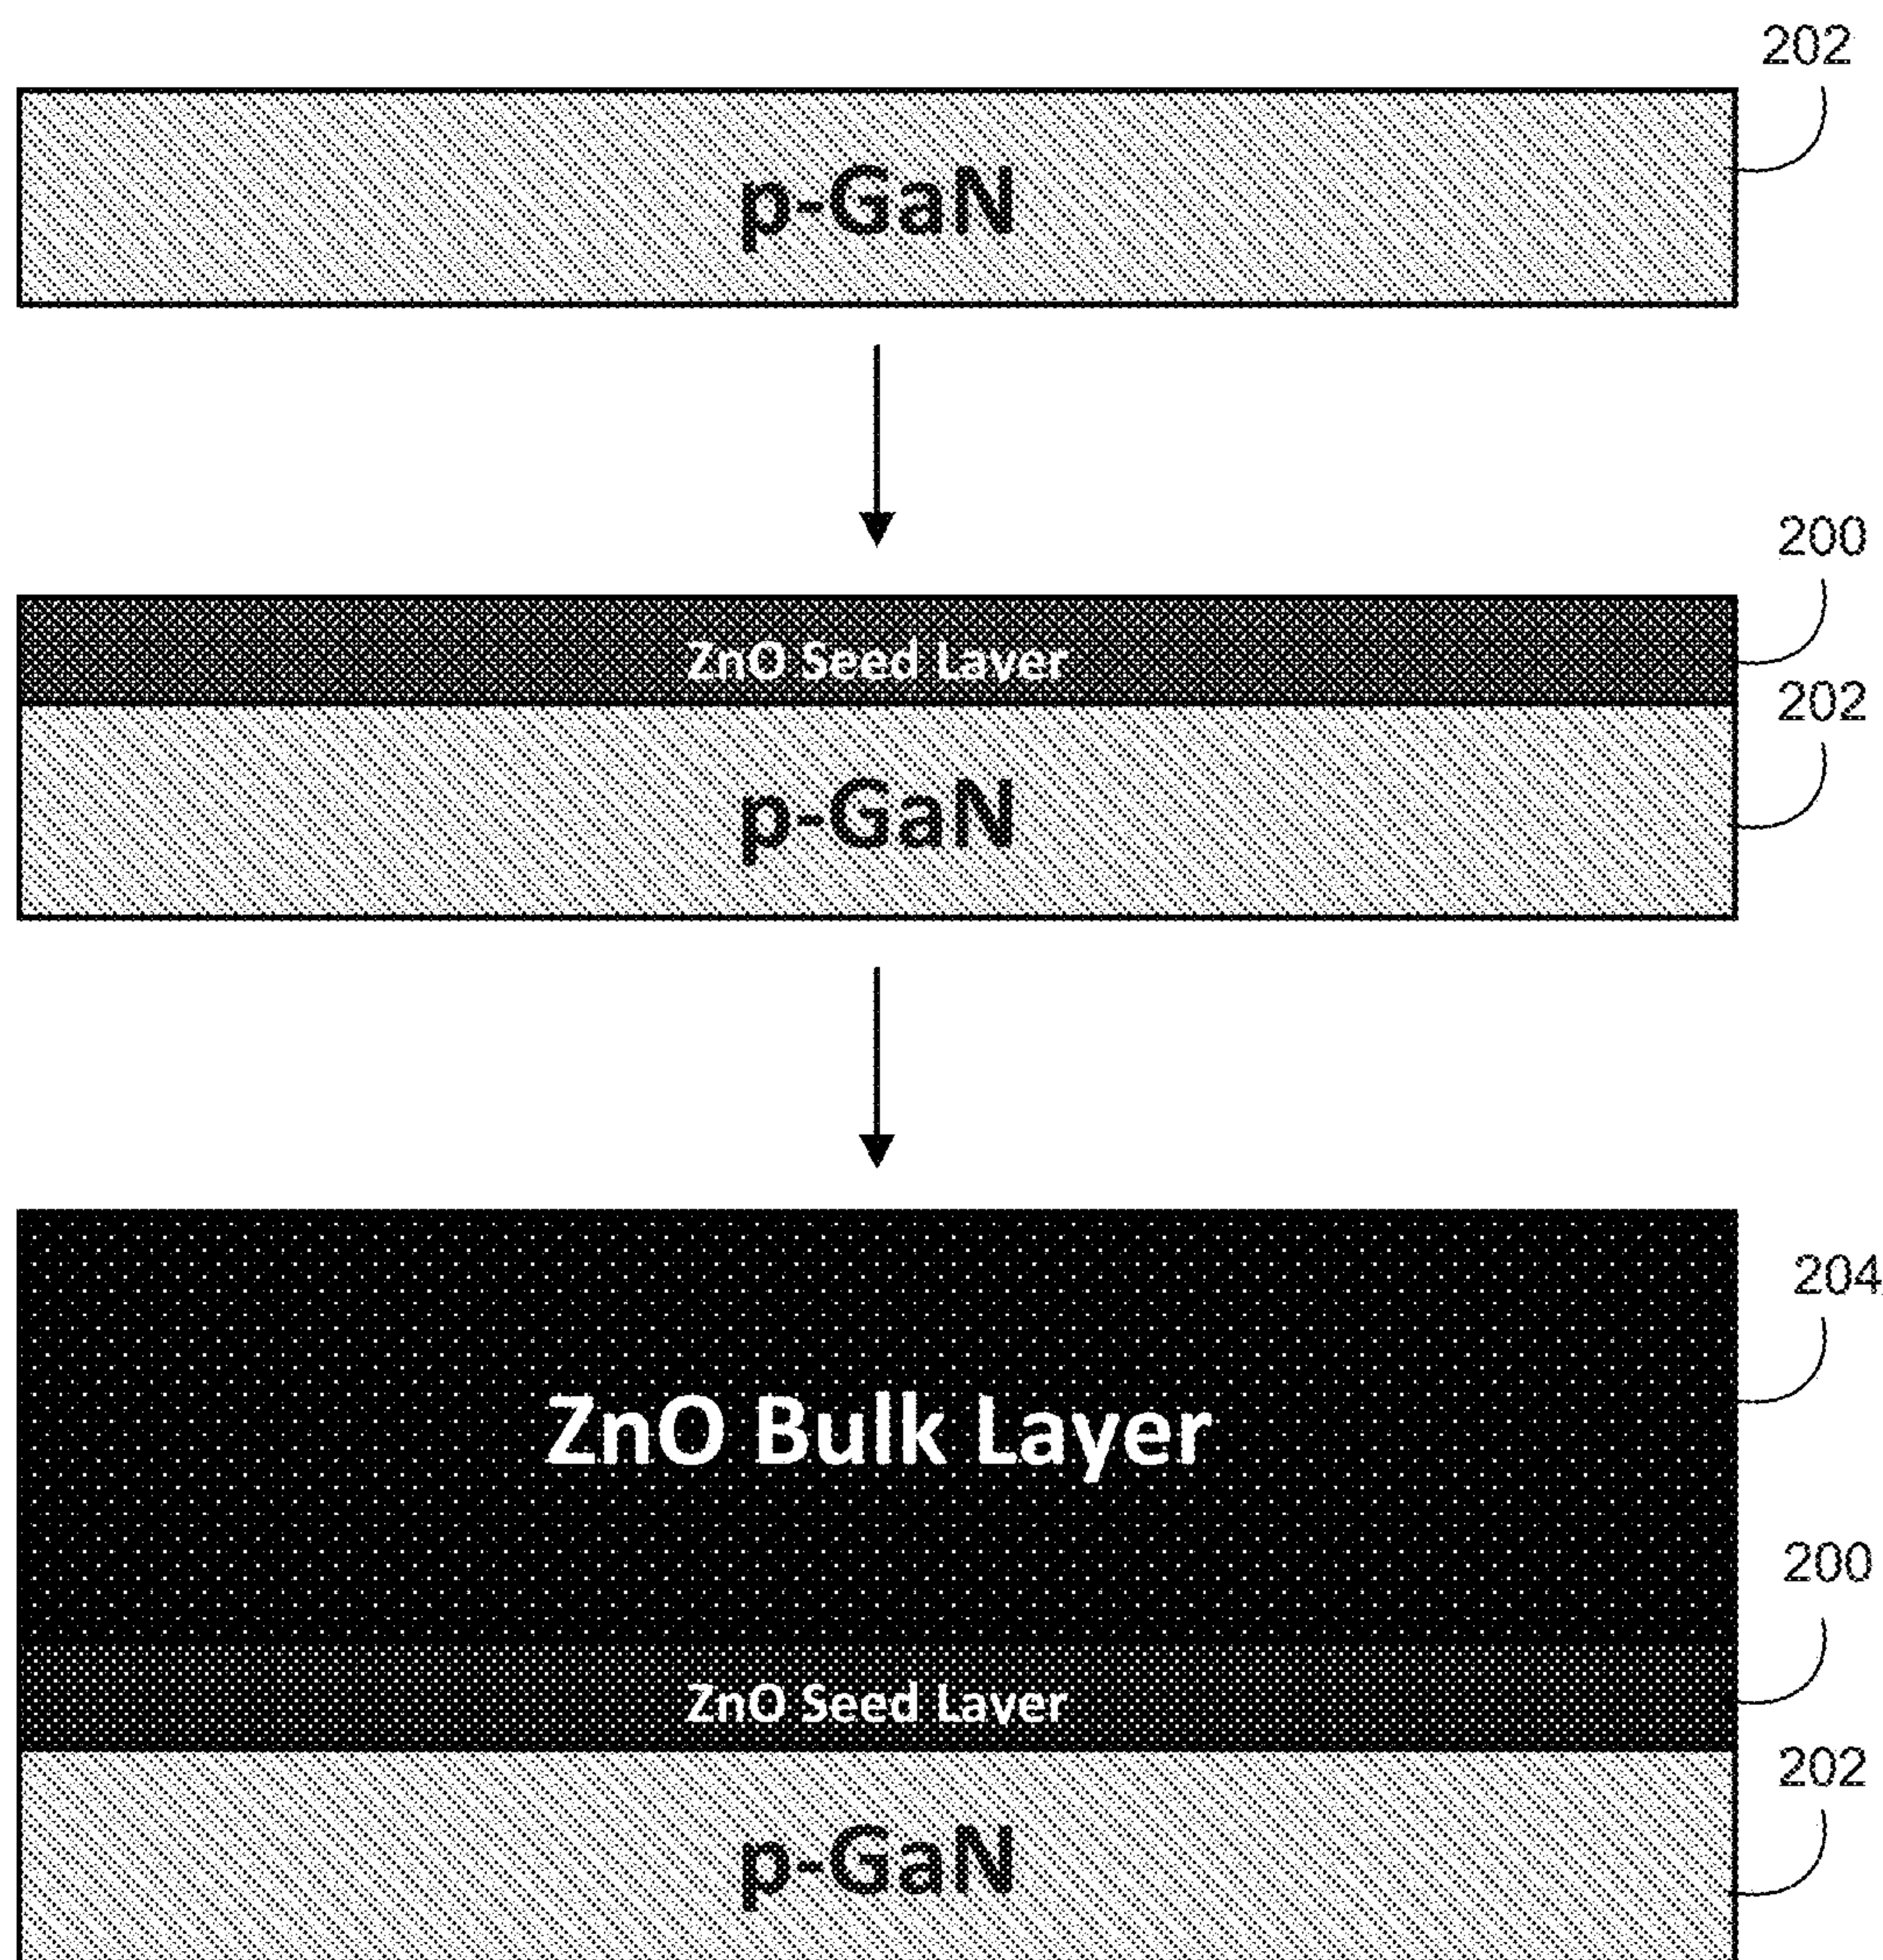 202
p-GaN
200
ZnO Seed Layer
202
p-GaN
204
ZnO Bulk Layer
200
ZnO Seed Layer
202
p-GaN